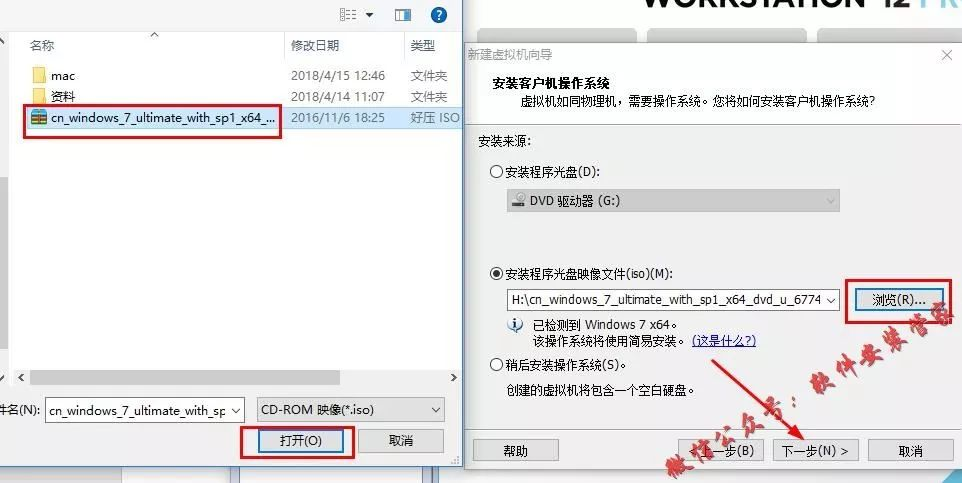 WORKSTATION 12 PRO
名称
修改日期
类型
mac
2018/4/15 12:46
文件夹
资料
2018/4/14 11:07
文件夹
cn_windows_7_ultimate_with_sp1_x64_...
2016/11/6 18:25
好压 ISO
件名(N):
cn_windows_7_ultimate_with_sp
CD-ROM 映像(*.iso)
打开(O)
取消
新建虚拟机向导
安装客户机操作系统
虚拟机如同物理机，需要操作系统。您将如何安装客户机操作系统?
安装来源:
安装程序光盘(D):
DVD 驱动器 (G:)
安装程序光盘映像文件(iso)(M):
H:\cn_windows_7_ultimate_with_sp1_x64_dvd_u_6774
浏览(R)...
已检测到 Windows 7 x64。
该操作系统将使用简易安装。 (这是什么?)
稍后安装操作系统(S)。
创建的虚拟机将包含一个空白硬盘。
帮助
< 上一步(B)
下一步(N) >
取消
微信公众号：软件安装管家